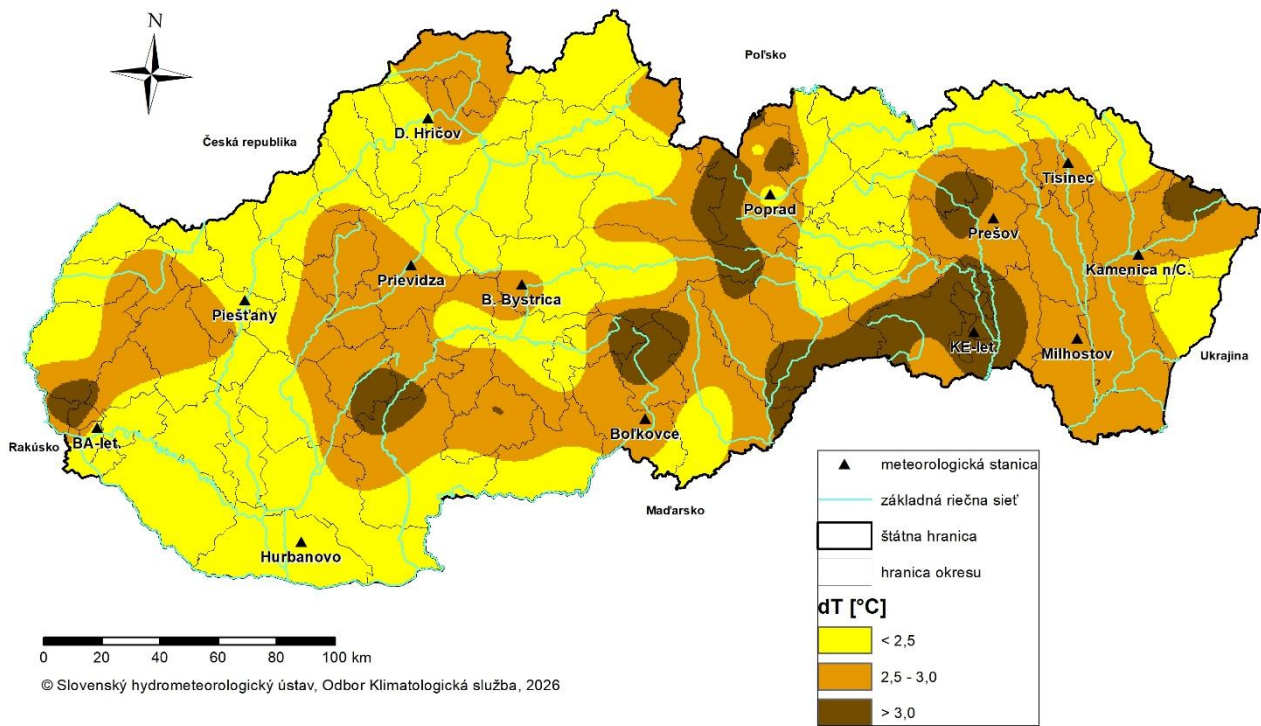 N
Poľsko
Česká republika
D. Hričov
Tisinec
Poprad
Prešov
Kamenica n/C.
Prievidza
B. Bystrica
Piešťany
KE-let.
Milhostov
Ukrajina
Boľkovce
BA-let.
Rakúsko
Maďarsko
Hurbanovo
meteorologická stanica
základná riečna sieť
štátna hranica
hranica okresu
dT [°C]
< 2,5
2,5 - 3,0
> 3,0
0 20 40 60 80 100 km
© Slovenský hydrometeorologický ústav, Odbor Klimatologická služba, 2026